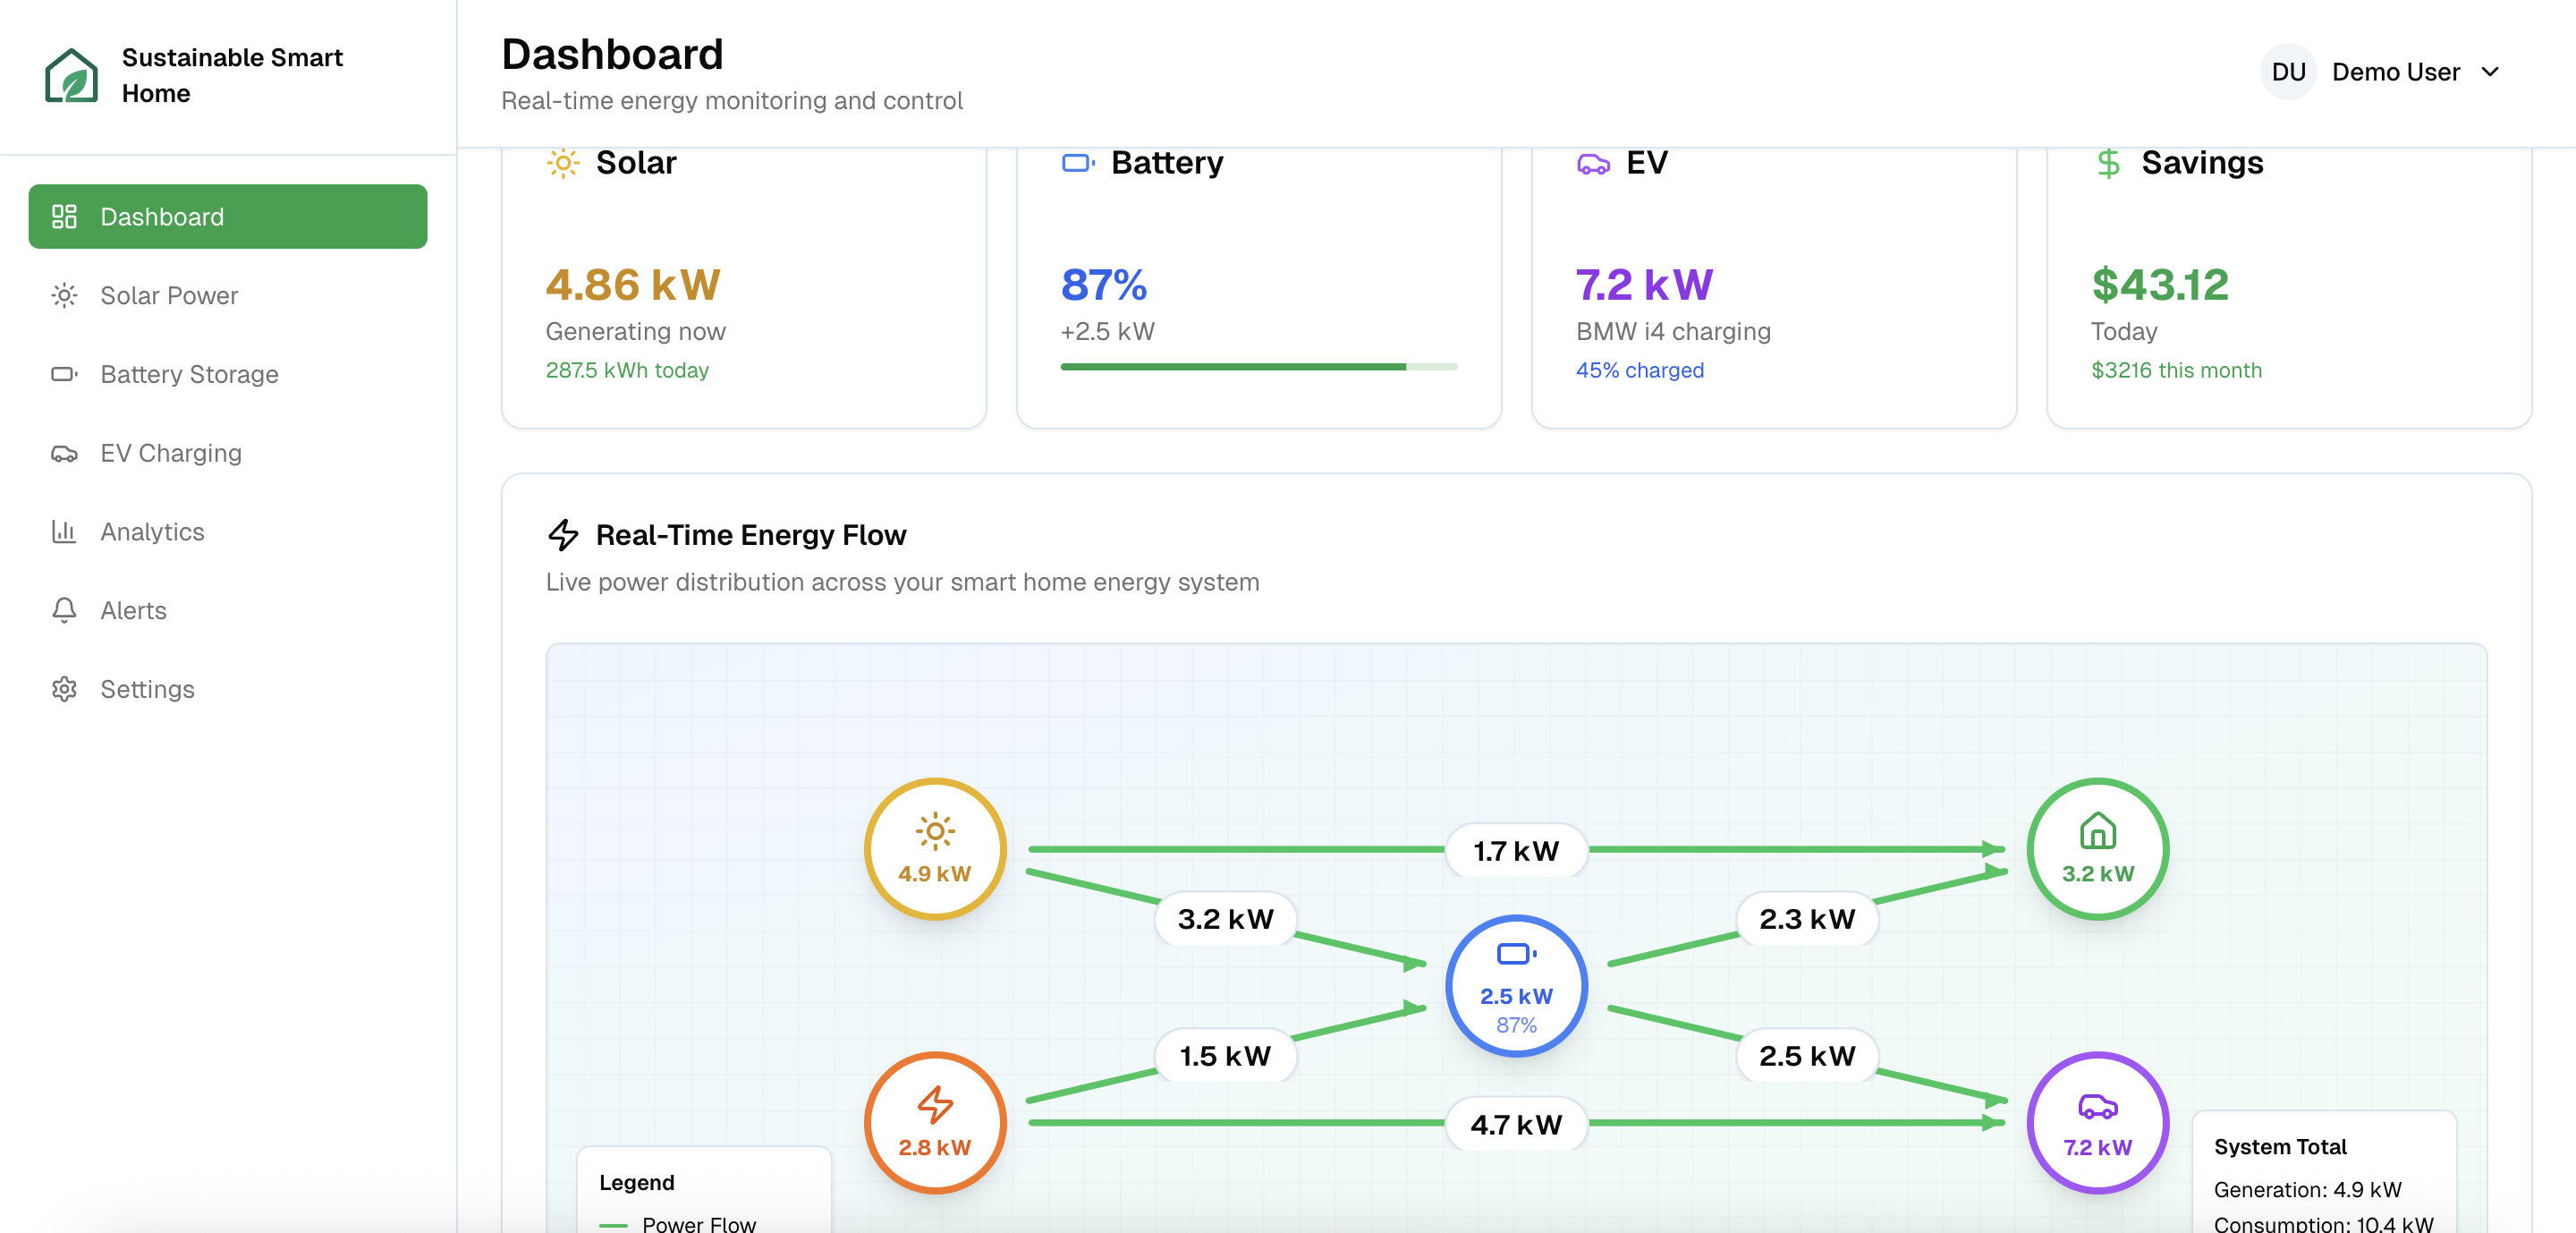 Sustainable Smart
Home
Dashboard
Solar Power
Battery Storage
EV Charging
Analytics
Alerts
Settings
Dashboard
Real-time energy monitoring and control
DU
Demo User
Solar
4.86 kW
Generating now
287.5 kWh today
Battery
87%
+2.5 kW
EV
7.2 kW
BMW i4 charging
45% charged
Savings
$43.12
Today
$3216 this month
Real-Time Energy Flow
Live power distribution across your smart home energy system
4.9 kW
1.7 kW
3.2 kW
3.2 kW
2.3 kW
2.5 kW
87%
1.5 kW
2.5 kW
2.8 kW
4.7 kW
7.2 kW
Legend
Power Flow
System Total
Generation: 4.9 kW
Consumption: 10.4 kW